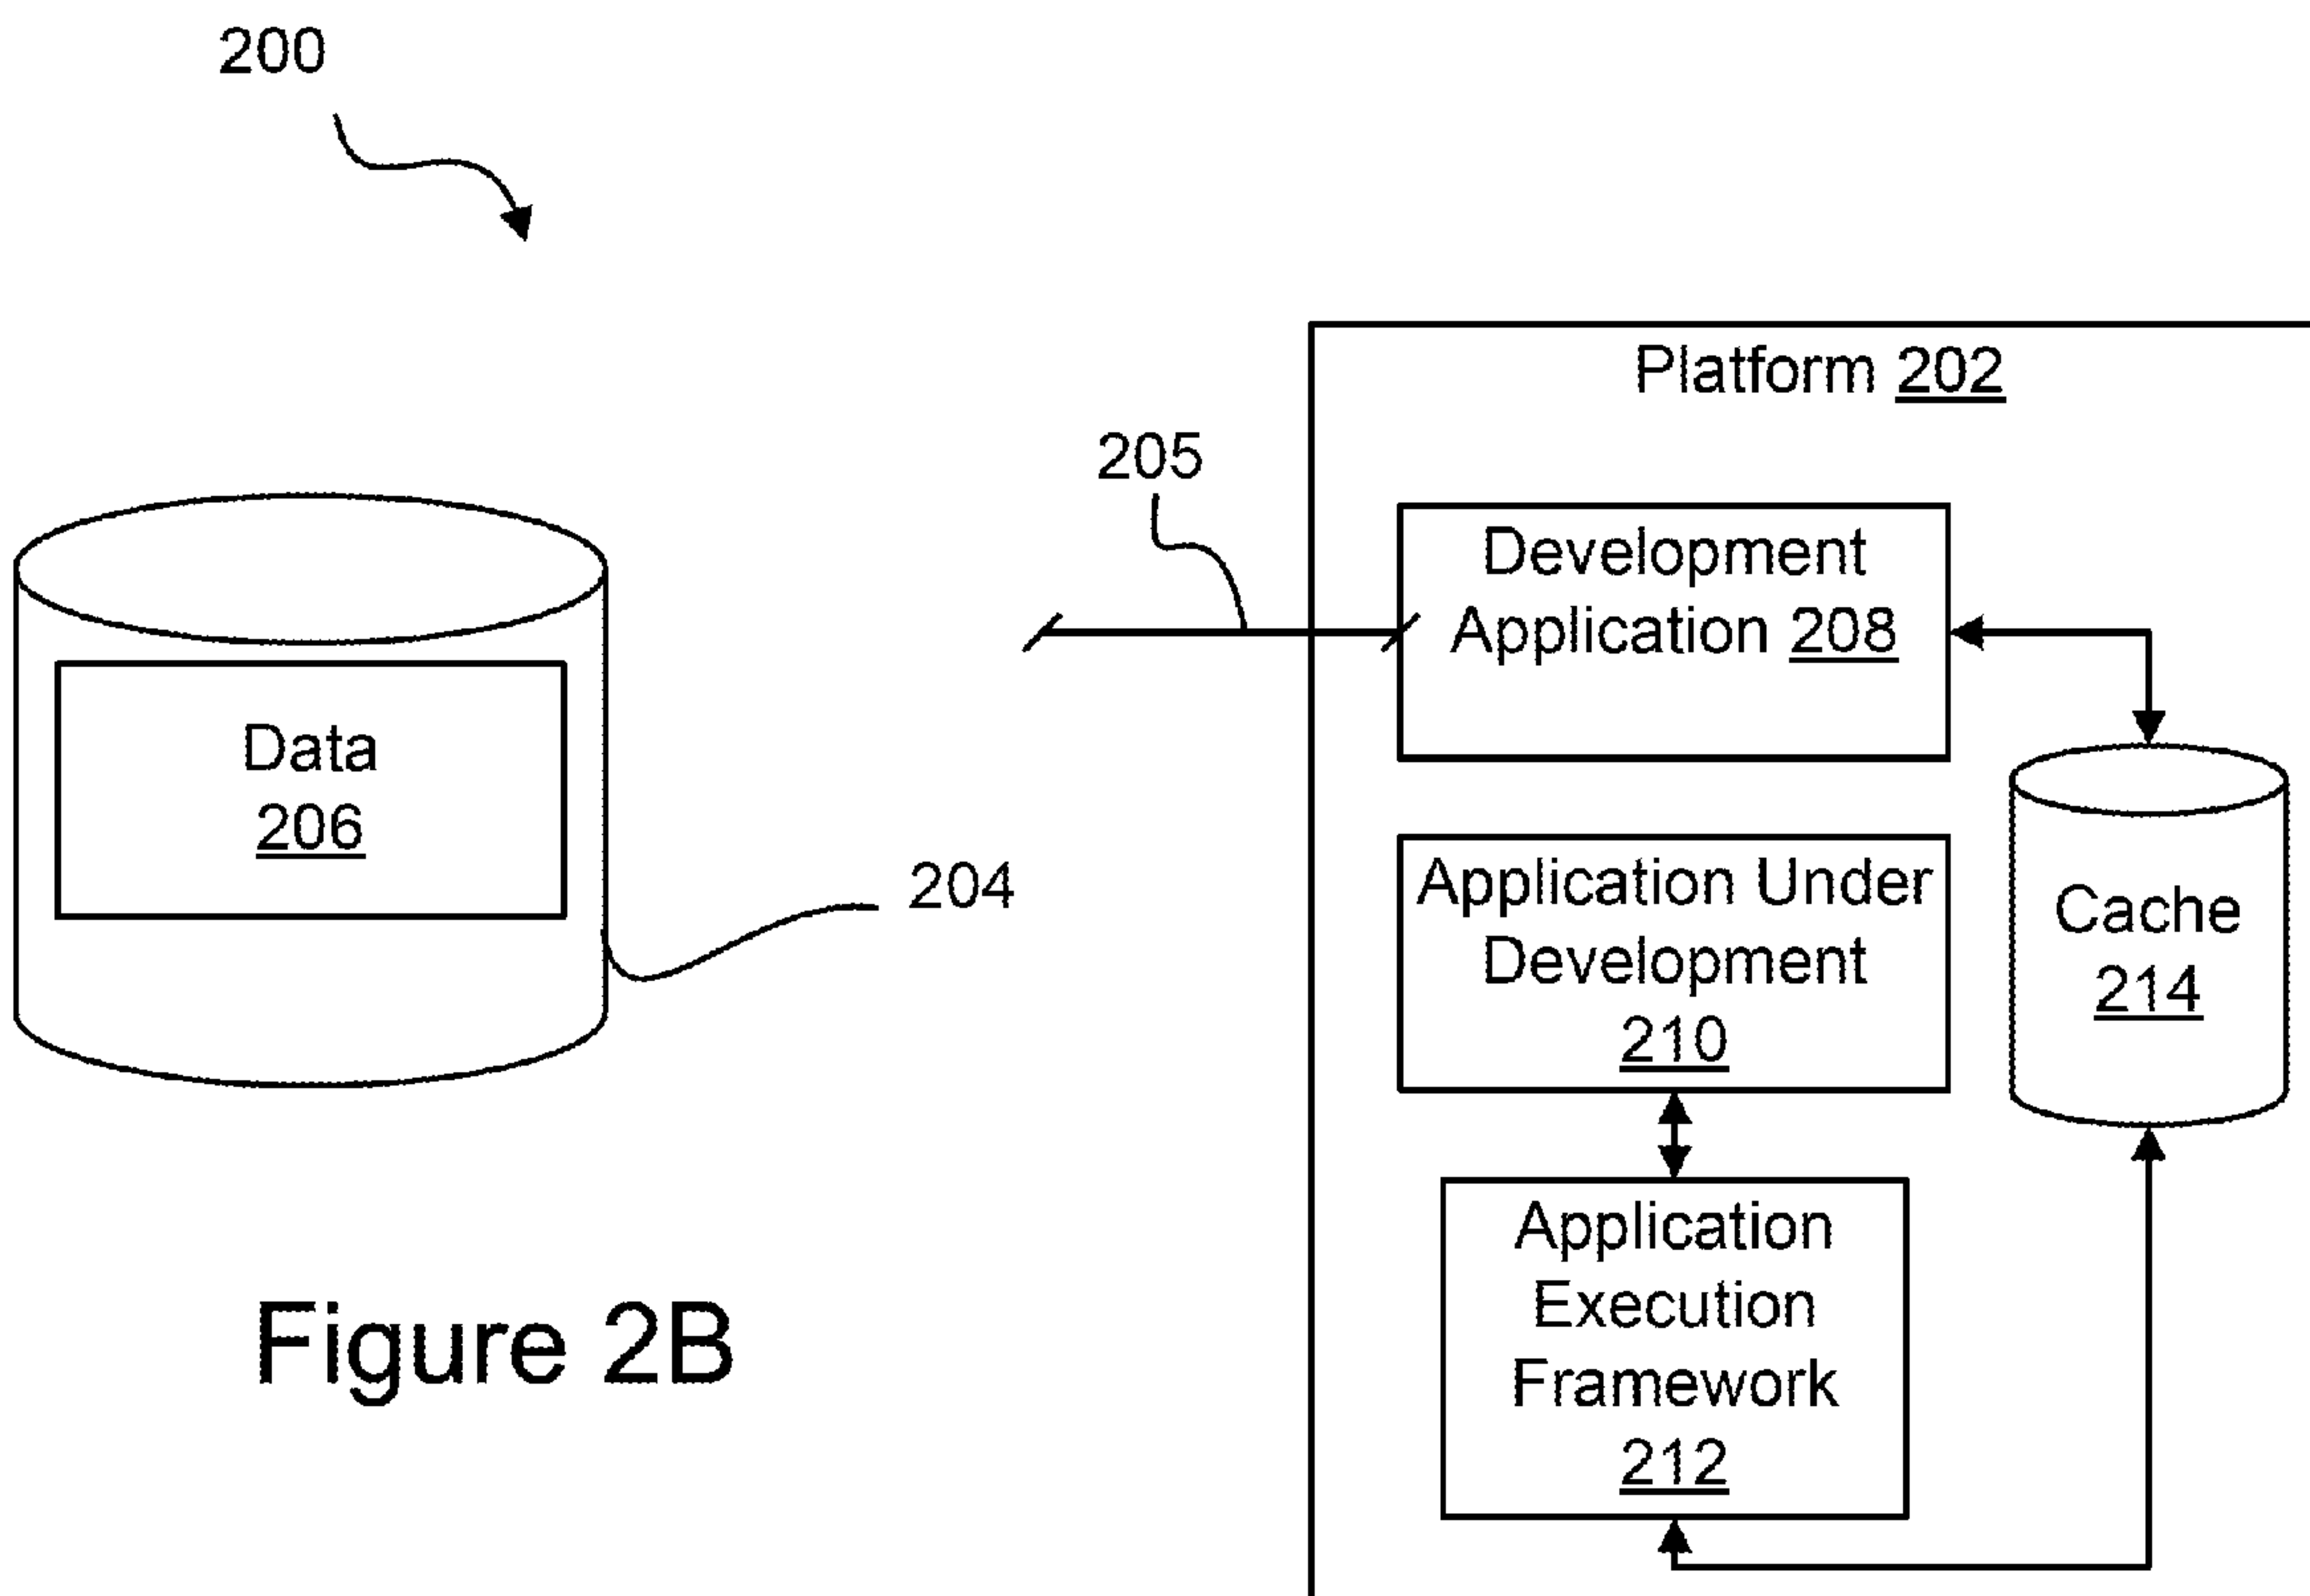 200
Platform 202
205
Development
Application 208
Data
206
204
Application Under
Development
210
Cache
214
Application
Execution
Framework
212
Figure 2B